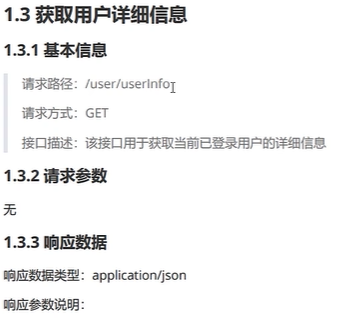 1.3 获取用户详细信息
1.3.1 基本信息
请求路径：/user/userInfo
请求方式：GET
接口描述：该接口用于获取当前已登录用户的详细信息
1.3.2 请求参数
无
1.3.3 响应数据
响应数据类型：application/json
响应参数说明：